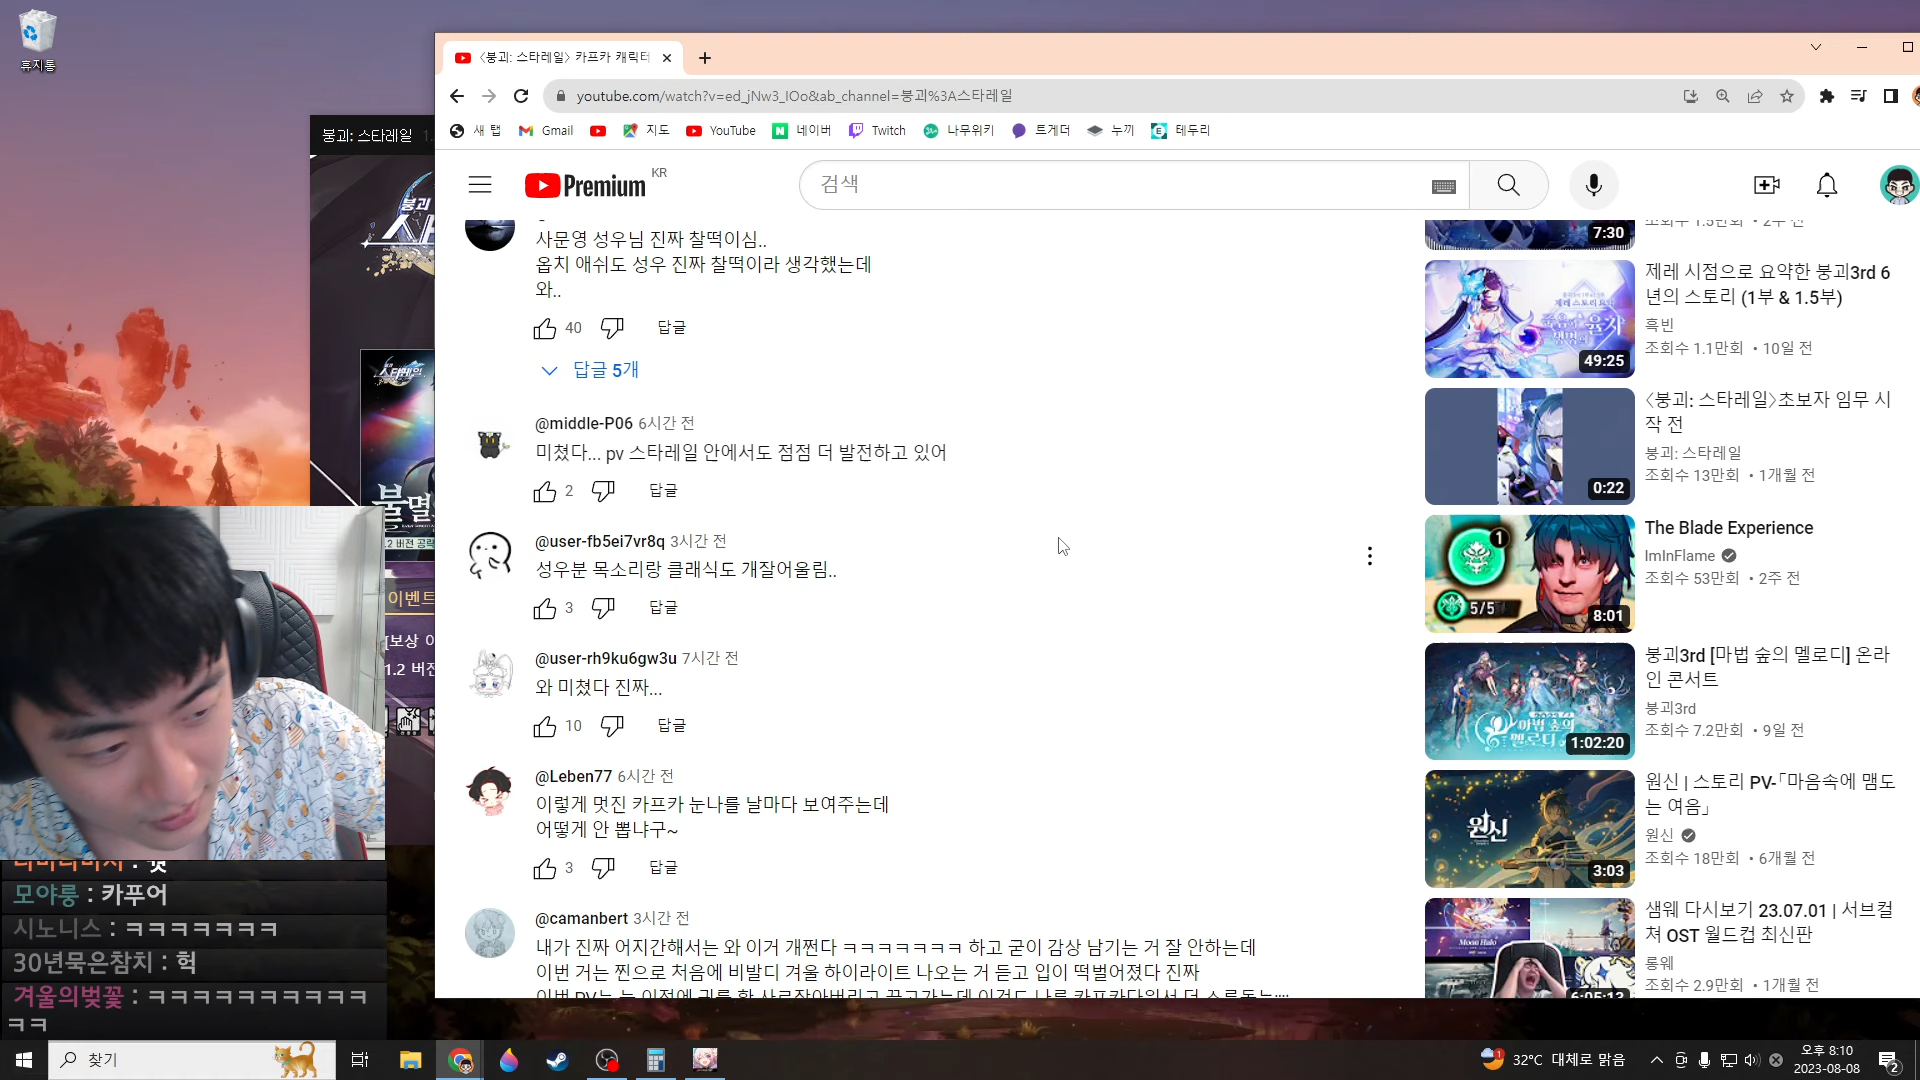 휴지통
붕괴: 스타레일
이벤트
1.2 버전
〈붕괴: 스타레일〉 카프카 캐릭터
youtube.com/watch?v=ed_jNw3_IOo&ab_channel=붕괴%3A스타레일
새 탭 Gmail 지도 YouTube 네이버 Twitch 나무위키 트게더 누끼 테두리
Premium KR
검색
사문영 성우님 진짜 찰떡이심..
옵치 애쉬도 성우 진짜 찰떡이라 생각했는데
와..
40 답글
답글 5개
@middle-P06 6시간 전
미쳤다... pv 스타레일 안에서도 점점 더 발전하고 있어
2 답글
@user-fb5ei7vr8q 3시간 전
성우분 목소리랑 클래식도 개잘어울림..
3 답글
@user-rh9ku6gw3u 7시간 전
와 미쳤다 진짜...
10 답글
@Leben77 6시간 전
이렇게 멋진 카프카 눈나를 날마다 보여주는데
어떻게 안 뽑냐구~
3 답글
@camanbert 3시간 전
내가 진짜 어지간해서는 와 이거 개쩐다 ㅋㅋㅋㅋㅋㅋㅋ 하고 굳이 감상 남기는 거 잘 안하는데
이번 거는 찐으로 처음에 비발디 겨울 하이라이트 나오는 거 듣고 입이 떡벌어졌다 진짜
7:30
제레 시점으로 요약한 붕괴3rd 6
년의 스토리 (1부 & 1.5부)
흑빈
조회수 1.1만회 • 10일 전
49:25
〈붕괴: 스타레일〉초보자 임무 시
작 전
붕괴: 스타레일
조회수 13만회 • 1개월 전
0:22
The Blade Experience
ImInFlame
조회수 53만회 • 2주 전
1
5/5
8:01
붕괴3rd [마법 숲의 멜로디] 온라
인 콘서트
붕괴3rd
조회수 7.2만회 • 9일 전
마법 숲의
멜로디
1:02:20
원신 | 스토리 PV-「마음속에 맴도
는 여음」
원신
조회수 18만회 • 6개월 전
원신
3:03
샘웨 다시보기 23.07.01 | 서브컬
쳐 OST 월드컵 최신판
룽웨
조회수 2.9만회 • 1개월 전
Moon Halo
모야룽 : 카푸어
시노니스 : ㅋㅋㅋㅋㅋㅋㅋ
30년묵은참치 : 헉
겨울의벚꽃 : ㅋㅋㅋㅋㅋㅋㅋㅋㅋㅋ
ㅋㅋ
찾기
32°C 대체로 맑음
오후 8:10
2023-08-08
2